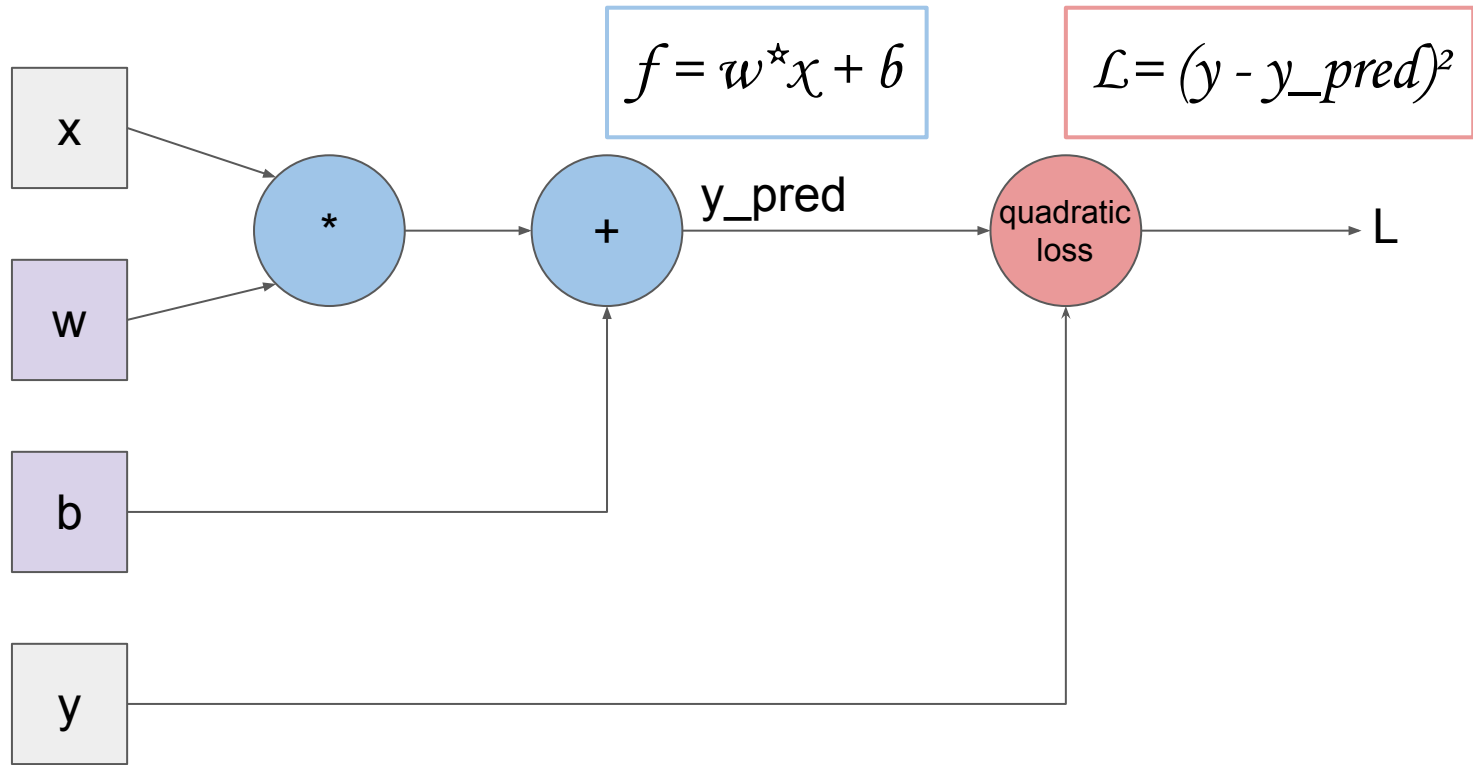 f = w*x + b
L = (y - y_pred)²
x
*
+
y_pred
quadratic
loss
L
w
b
y